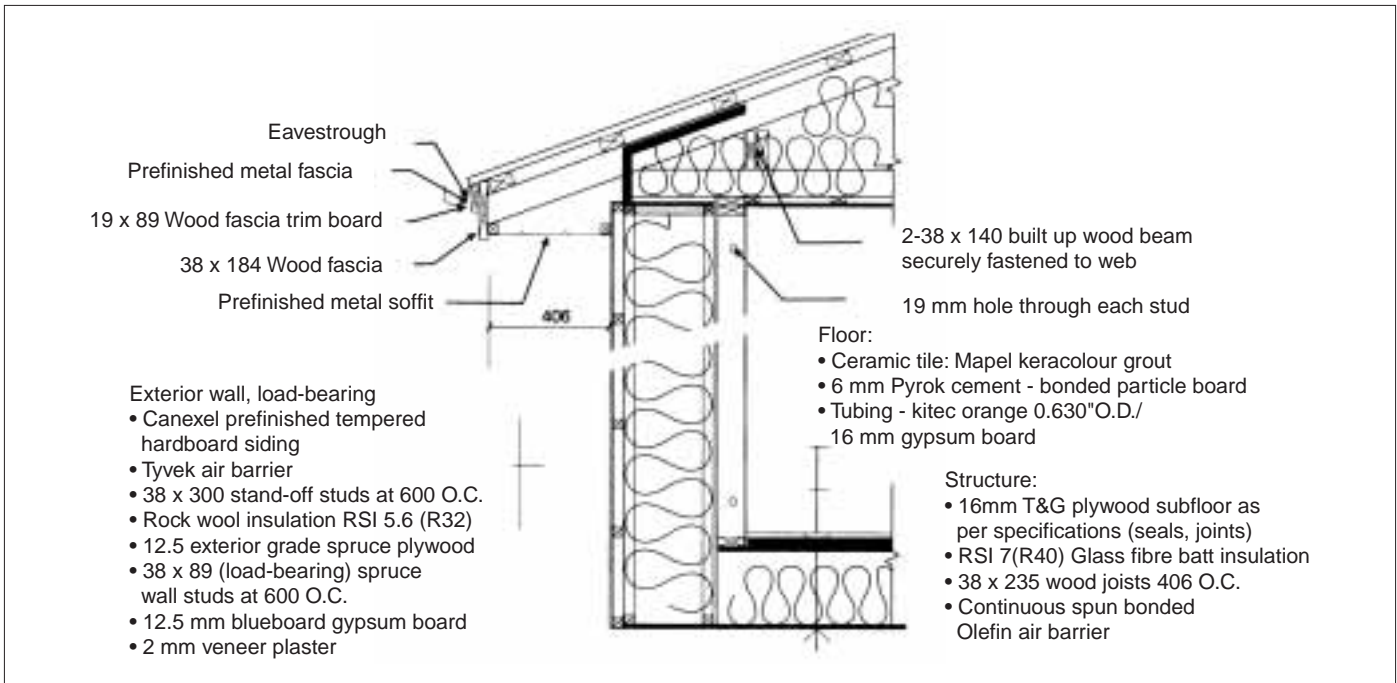 Eavestrough
Prefinished metal fascia
19 x 89 Wood fascia trim board
38 x 184 Wood fascia
Prefinished metal soffit
406
2-38 x 140 built up wood beam
securely fastened to web
19 mm hole through each stud
Floor:
• Ceramic tile: Mapel keracolour grout
• 6 mm Pyrok cement - bonded particle board
• Tubing - kitec orange 0.630"O.D./
16 mm gypsum board
Exterior wall, load-bearing
• Canexel prefinished tempered
hardboard siding
• Tyvek air barrier
• 38 x 300 stand-off studs at 600 O.C.
• Rock wool insulation RSI 5.6 (R32)
• 12.5 exterior grade spruce plywood
• 38 x 89 (load-bearing) spruce
wall studs at 600 O.C.
• 12.5 mm blueboard gypsum board
• 2 mm veneer plaster
Structure:
• 16mm T&G plywood subfloor as
per specifications (seals, joints)
• RSI 7(R40) Glass fibre batt insulation
• 38 x 235 wood joists 406 O.C.
• Continuous spun bonded
Olefin air barrier